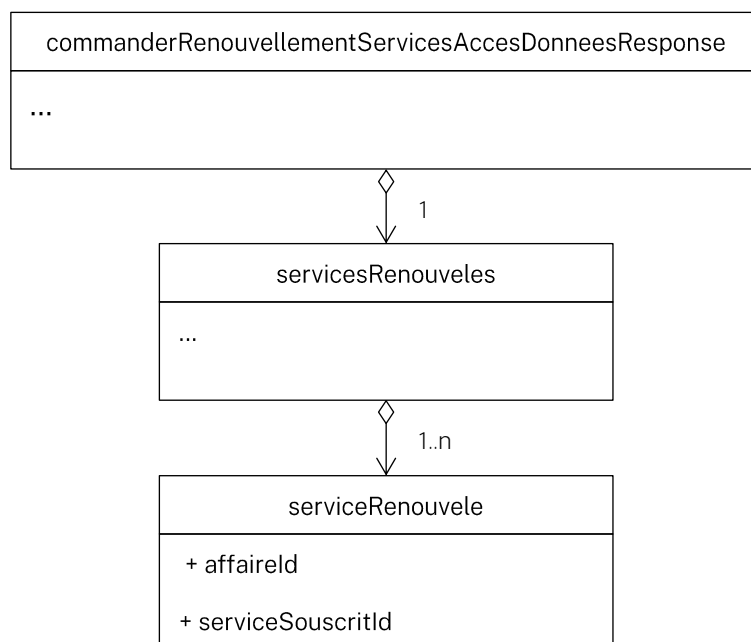 commanderRenouvellementServicesAccesDonneesResponse
...
1
servicesRenouveles
...
1..n
serviceRenouvele
+ affaireId
+ serviceSouscritId